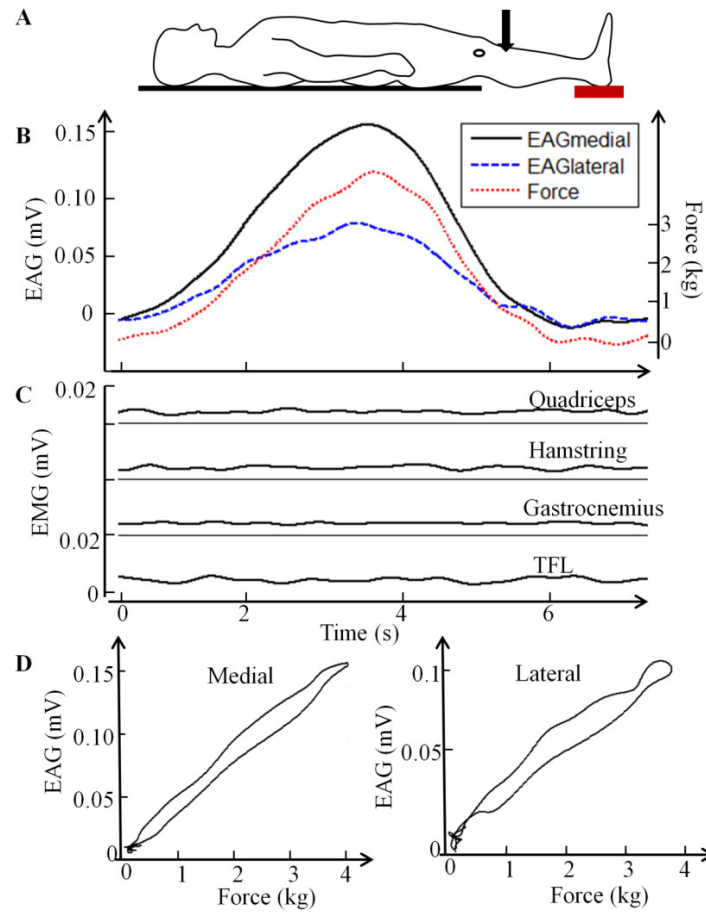 A
B
0.15
0.10
0.05
0
EAG (mV)
EAGmedial
EAGlateral
Force
3
2
1
0
Force (kg)
C
0.02
0.02
0
EMG (mV)
Quadriceps
Hamstring
Gastrocnemius
TFL
0 2 4 6
Time (s)
D
Medial
0.15
0.10
0.05
0
EAG (mV)
0 1 2 3 4
Force (kg)
Lateral
0.1
0.05
0
EAG (mV)
0 1 2 3 4
Force (kg)